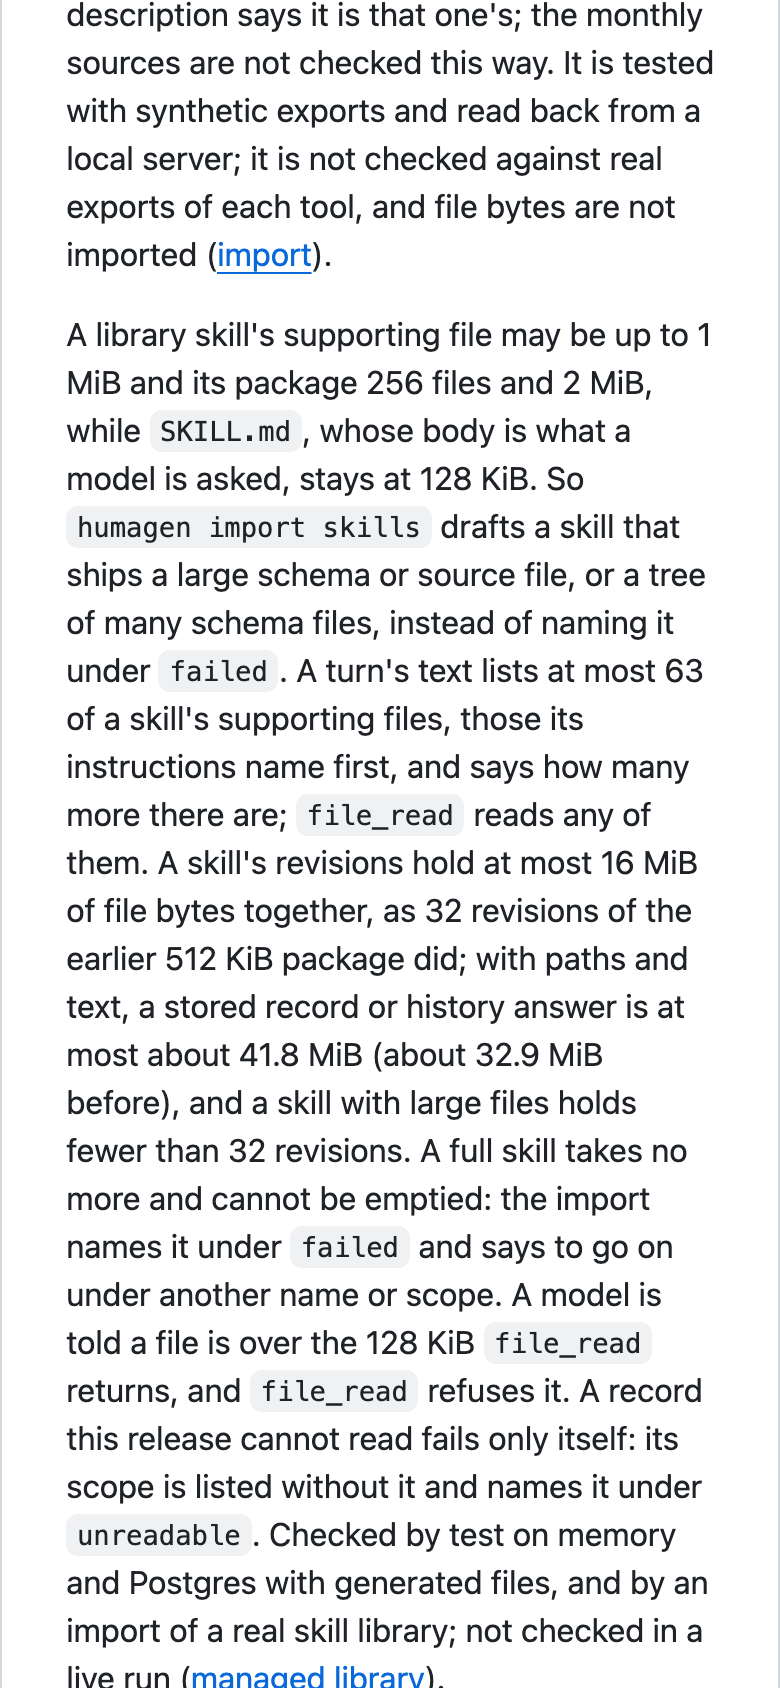 description says it is that one's; the monthly
sources are not checked this way. It is tested
with synthetic exports and read back from a
local server; it is not checked against real
exports of each tool, and file bytes are not
imported (import).
A library skill's supporting file may be up to 1
MiB and its package 256 files and 2 MiB,
while SKILL.md, whose body is what a
model is asked, stays at 128 KiB. So
humagen import skills drafts a skill that
ships a large schema or source file, or a tree
of many schema files, instead of naming it
under failed. A turn's text lists at most 63
of a skill's supporting files, those its
instructions name first, and says how many
more there are; file_read reads any of
them. A skill's revisions hold at most 16 MiB
of file bytes together, as 32 revisions of the
earlier 512 KiB package did; with paths and
text, a stored record or history answer is at
most about 41.8 MiB (about 32.9 MiB
before), and a skill with large files holds
fewer than 32 revisions. A full skill takes no
more and cannot be emptied: the import
names it under failed and says to go on
under another name or scope. A model is
told a file is over the 128 KiB file_read
returns, and file_read refuses it. A record
this release cannot read fails only itself: its
scope is listed without it and names it under
unreadable. Checked by test on memory
and Postgres with generated files, and by an
import of a real skill library; not checked in a
live run (managed library).